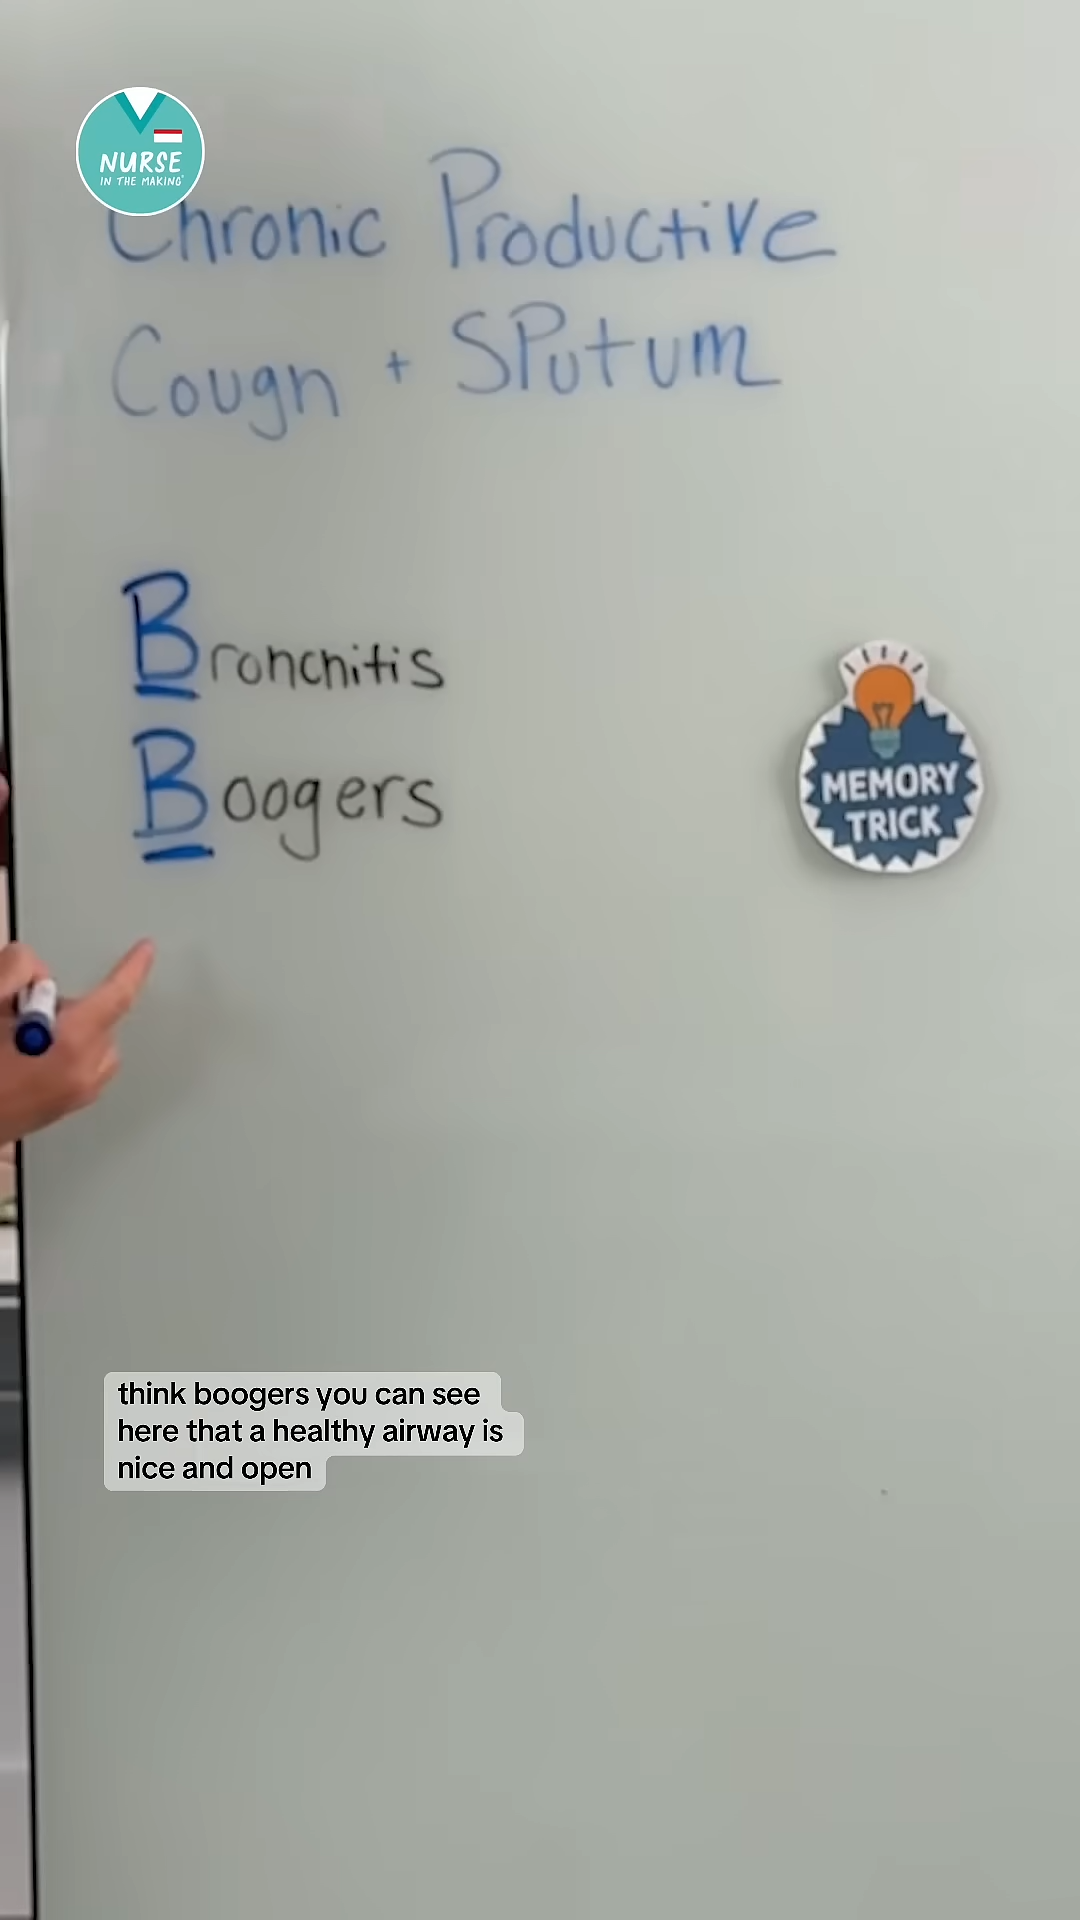 NURSE
IN THE MAKING
Chronic Productive
Cough + Sputum
Bronchitis
Boogers
MEMORY
TRICK
think boogers you can see
here that a healthy airway is
nice and open